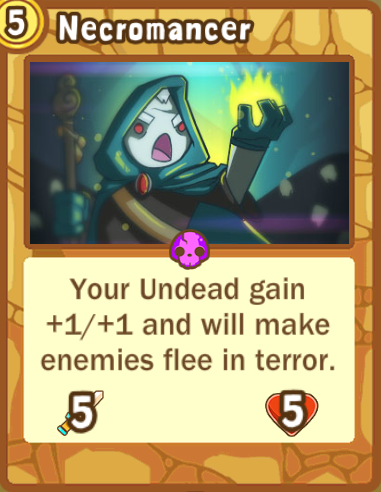 5 Necromancer
Your Undead gain
+1/+1 and will make
enemies flee in terror.
5 5